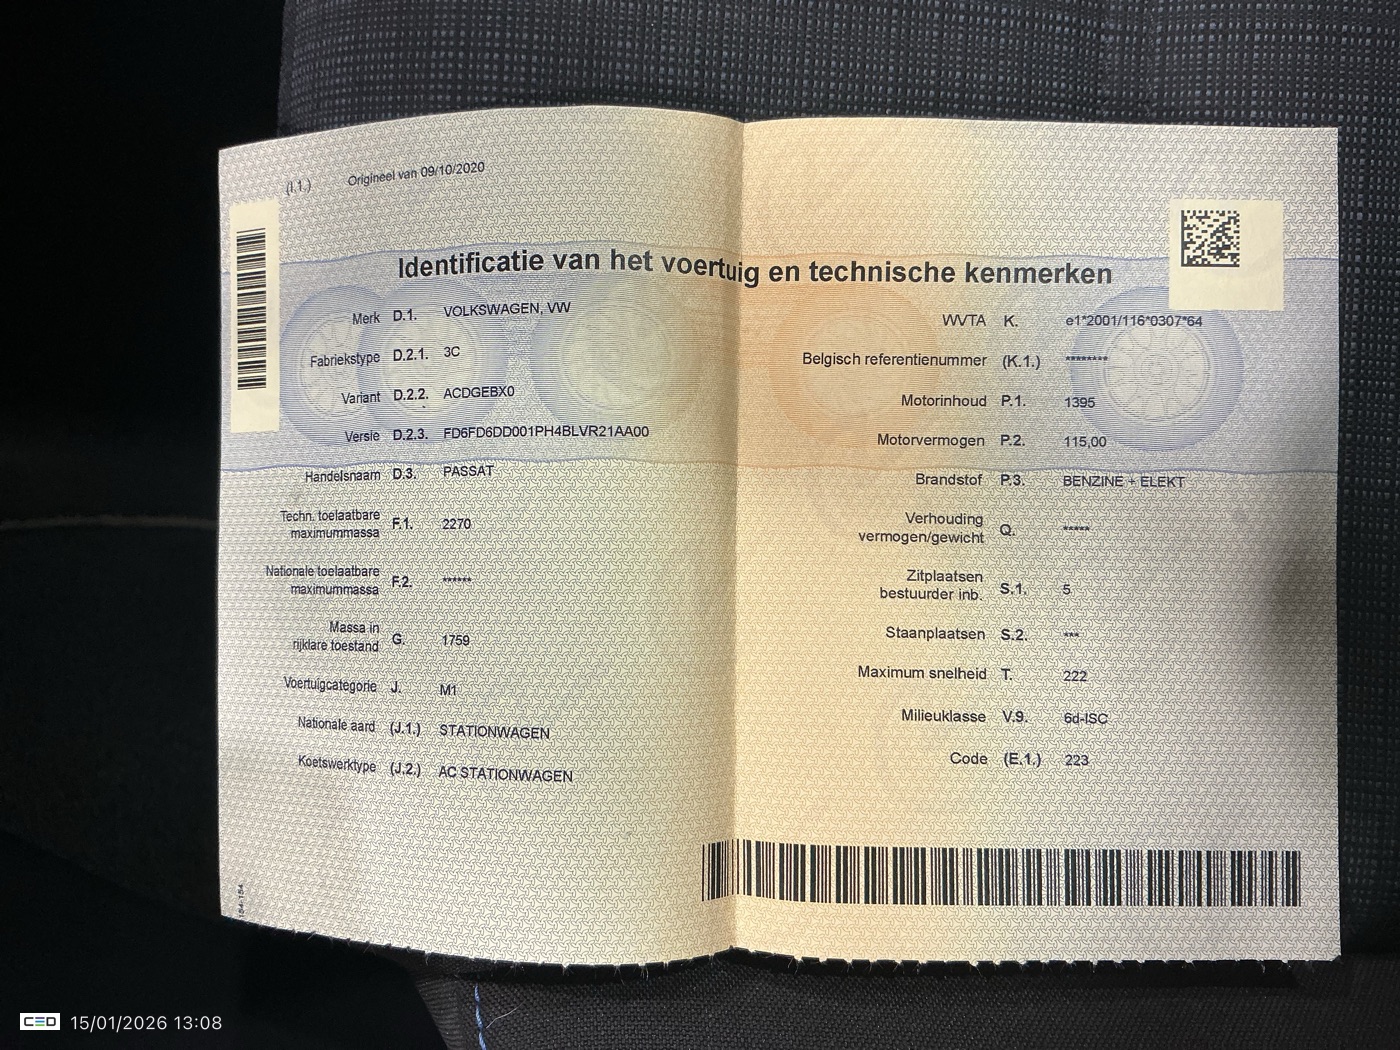 (I.1.) Origineel van 09/10/2020
Identificatie van het voertuig en technische kenmerken
Merk D.1. VOLKSWAGEN, VW
Fabriekstype D.2.1. 3C
Variant D.2.2. ACDGEBX0
Versie D.2.3. FD6FD6DD001PH4BLVR21AA00
Handelsnaam D.3. PASSAT
Techn. toelaatbare
maximummassa F.1. 2270
Nationale toelaatbare
maximummassa F.2. ******
Massa in
rijklare toestand G. 1759
Voertuigcategorie J. M1
Nationale aard (J.1.) STATIONWAGEN
Koetswerktype (J.2.) AC STATIONWAGEN
154-154
WVTA K. e1*2001/116*0307*64
Belgisch referentienummer (K.1.) ********
Motorinhoud P.1. 1395
Motorvermogen P.2. 115,00
Brandstof P.3. BENZINE + ELEKT
Verhouding
vermogen/gewicht Q. *****
Zitplaatsen
bestuurder inb. S.1. 5
Staanplaatsen S.2. ***
Maximum snelheid T. 222
Milieuklasse V.9. 6d-ISC
Code (E.1.) 223
CED 15/01/2026 13:08